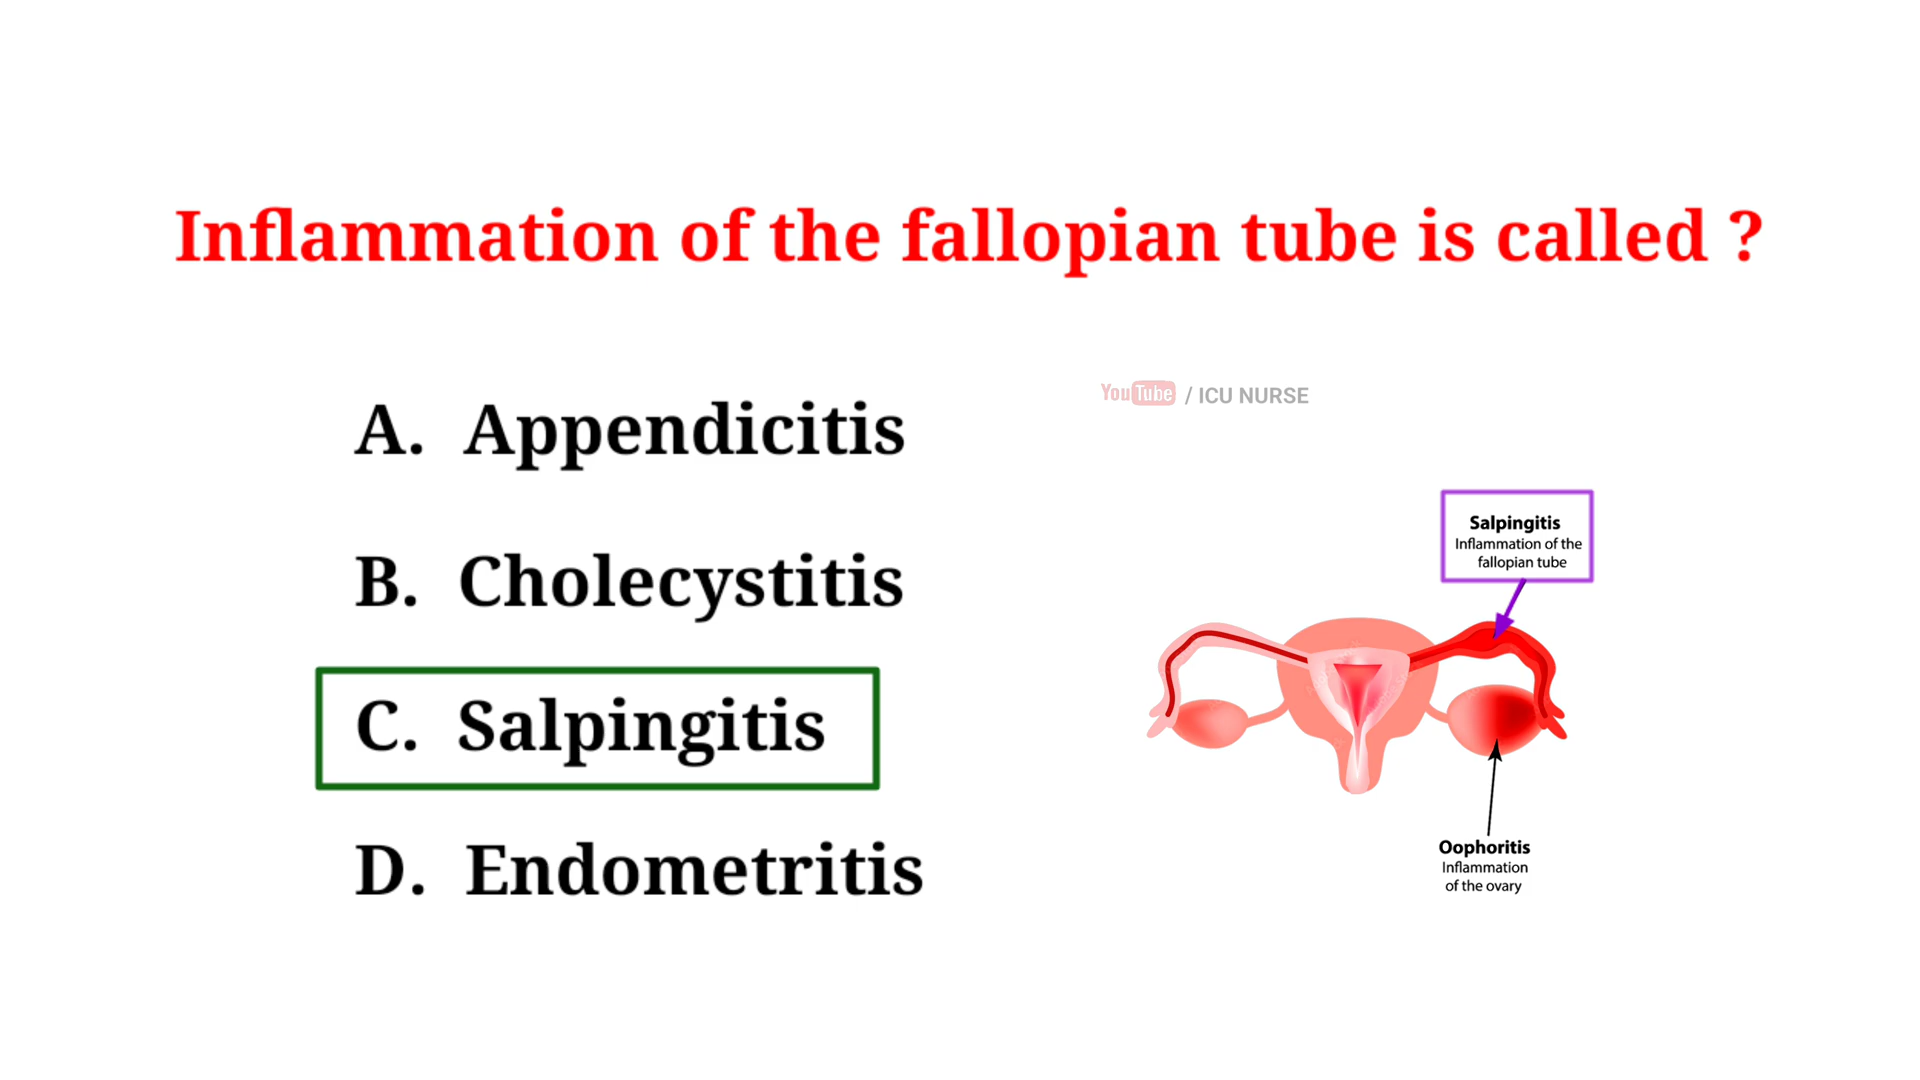 Inflammation of the fallopian tube is called ?
A. Appendicitis
B. Cholecystitis
C. Salpingitis
D. Endometritis
YouTube / ICU NURSE
Salpingitis
Inflammation of the
fallopian tube
Oophoritis
Inflammation
of the ovary